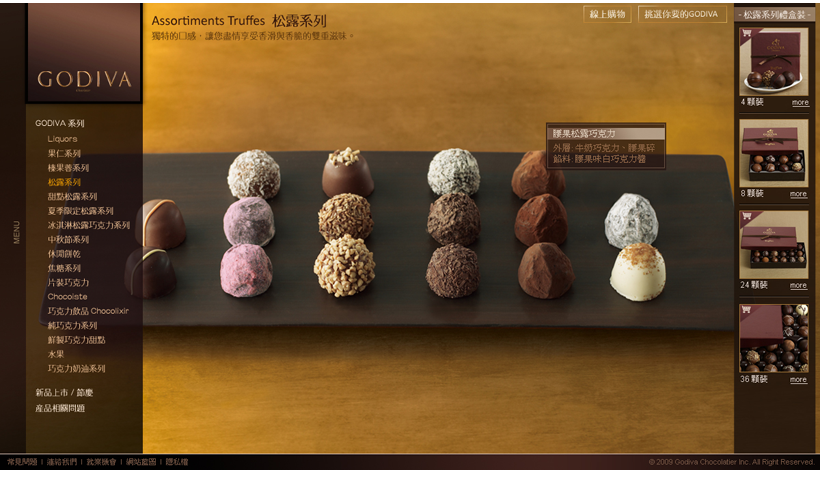 GODIVA
Assortiments Truffes 松露系列
獨特的口感，讓您盡情享受香滑與香脆的雙重滋味。
線上購物
挑選你要的GODIVA
- 松露系列禮盒裝 -
4 顆裝 more
8 顆裝 more
24 顆裝 more
36 顆裝 more
腰果松露巧克力
外層: 牛奶巧克力、腰果碎
餡料: 腰果味白巧克力醬
MENU
GODIVA 系列
Liquors
果仁系列
榛果醬系列
松露系列
甜點松露系列
夏季限定松露系列
冰淇淋松露巧克力系列
中秋節系列
休閒餅乾
焦糖系列
片裝巧克力
Chocoiste
巧克力飲品 Chocolixir
純巧克力系列
鮮製巧克力甜點
水果
巧克力奶油系列
新品上市 / 節慶
產品相關問題
常見問題 | 連絡我們 | 就業機會 | 網站藍圖 | 隱私權
© 2009 Godiva Chocolatier Inc. All Right Reserved.